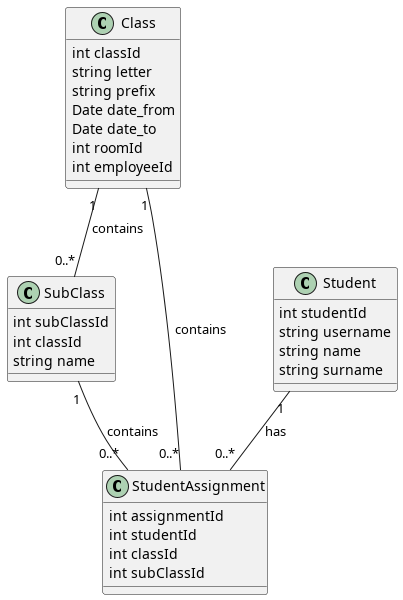 C Class
int classId
string letter
string prefix
Date date_from
Date date_to
int roomId
int employeeId
1
1
contains
0..*
C SubClass
int subClassId
int classId
string name
C Student
int studentId
string username
string name
string surname
contains
1
1
contains
has
0..*
0..*
0..*
C StudentAssignment
int assignmentId
int studentId
int classId
int subClassId